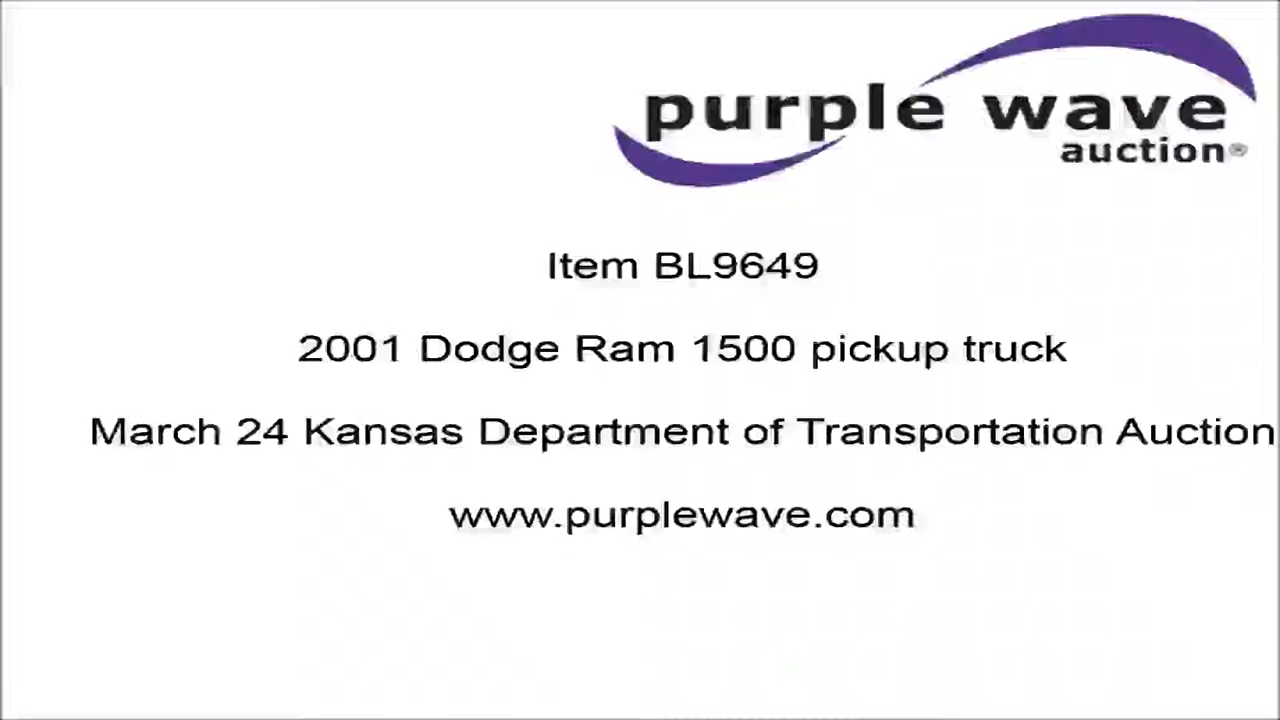 purple wave
auction®
Item BL9649
2001 Dodge Ram 1500 pickup truck
March 24 Kansas Department of Transportation Auction
www.purplewave.com